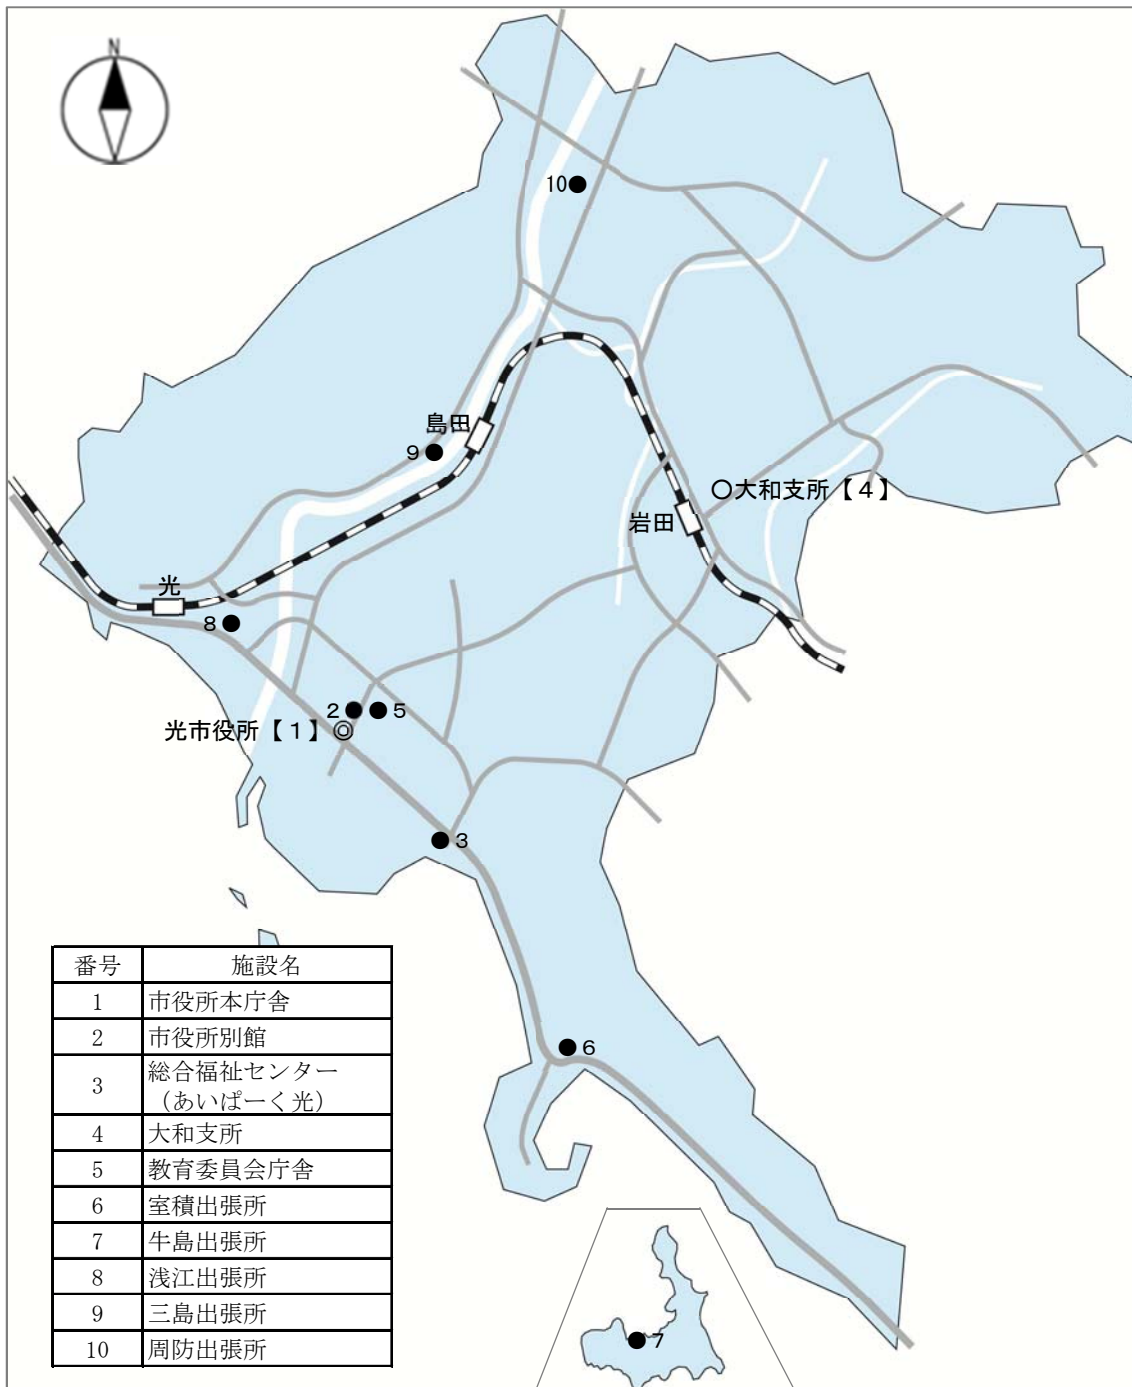 N
10
島田
9
大和支所【４】
岩田
光
8
2
5
光市役所【１】
3
番号 施設名
1 市役所本庁舎
2 市役所別館
3 総合福祉センター
（あいぱーく光）
4 大和支所
5 教育委員会庁舎
6 室積出張所
7 牛島出張所
8 浅江出張所
9 三島出張所
10 周防出張所
6
7